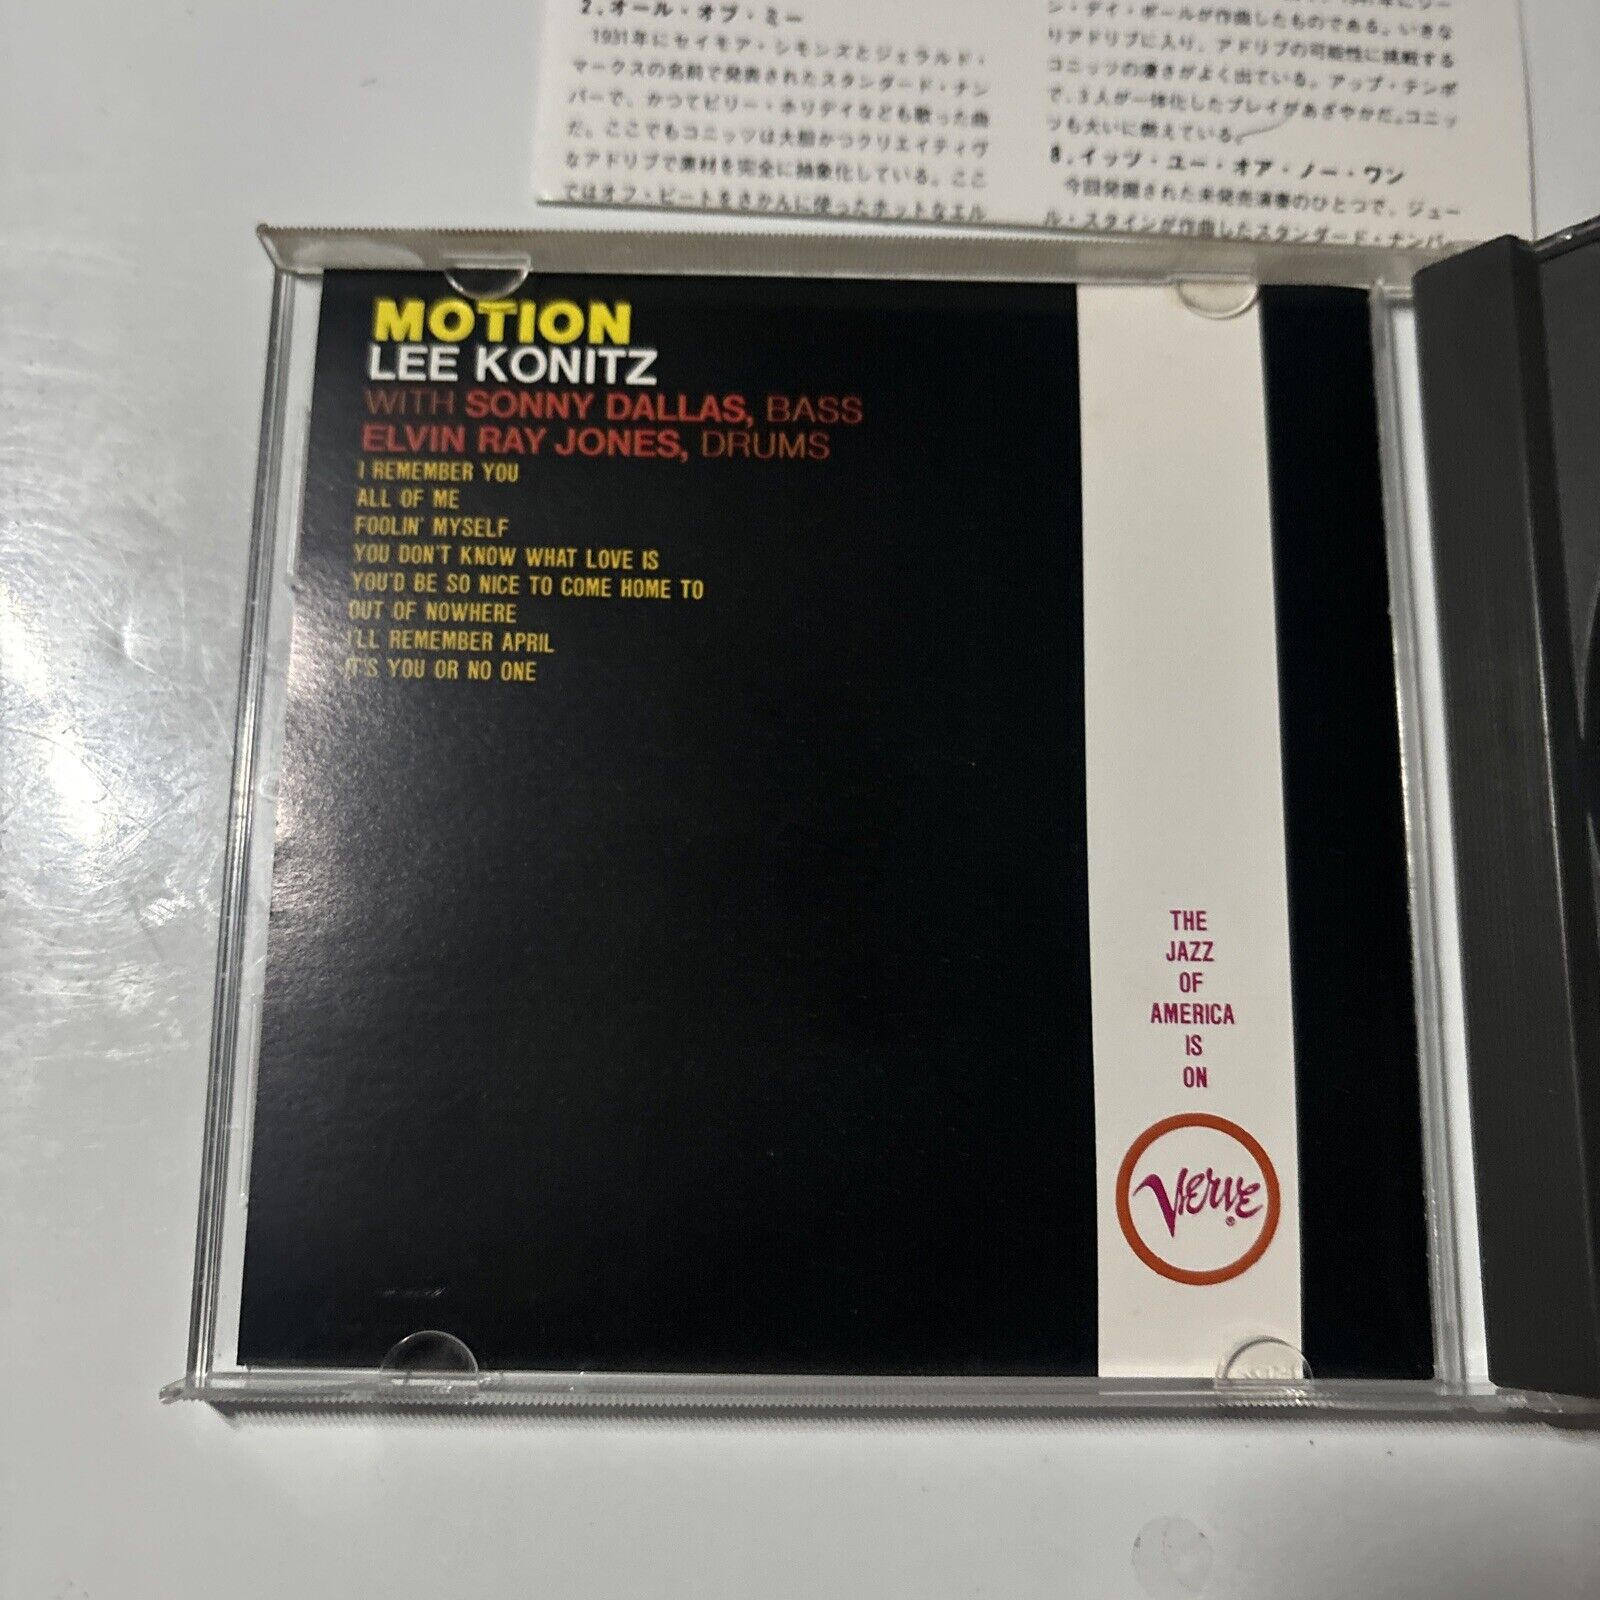 2.オール・オブ・ミー
1931年にセイモア・シモンズとジェラルド・
マークスの名前で発表されたスタンダード・ナン
バーで、かつてビリー・ホリデイなども歌った曲
だ。ここでもコニッツは大胆かつクリエイティヴ
なアドリブで素材を完全に抽象化している。ここ
ではオフ・ビートをさかんに使ったホットなエル
ン・デイ・ポールが作曲したものである。いきな
りアドリブに入り、アドリブの可能性に挑戦する
コニッツの凄さがよく出ている。アップ・テンポ
で、3人が一体化したプレイがあざやかだ。コニッ
ツも大いに燃えている。
8.イッツ・ユー・オア・ノー・ワン
今回発掘された未発売演奏のひとつで、ジュー
ル・スタインが作曲したスタンダード・ナンバー
MOTION
LEE KONITZ
WITH SONNY DALLAS, BASS
ELVIN RAY JONES, DRUMS
I REMEMBER YOU
ALL OF ME
FOOLIN' MYSELF
YOU DON'T KNOW WHAT LOVE IS
YOU'D BE SO NICE TO COME HOME TO
OUT OF NOWHERE
I'LL REMEMBER APRIL
IT'S YOU OR NO ONE
THE
JAZZ
OF
AMERICA
IS
ON
VERVE®